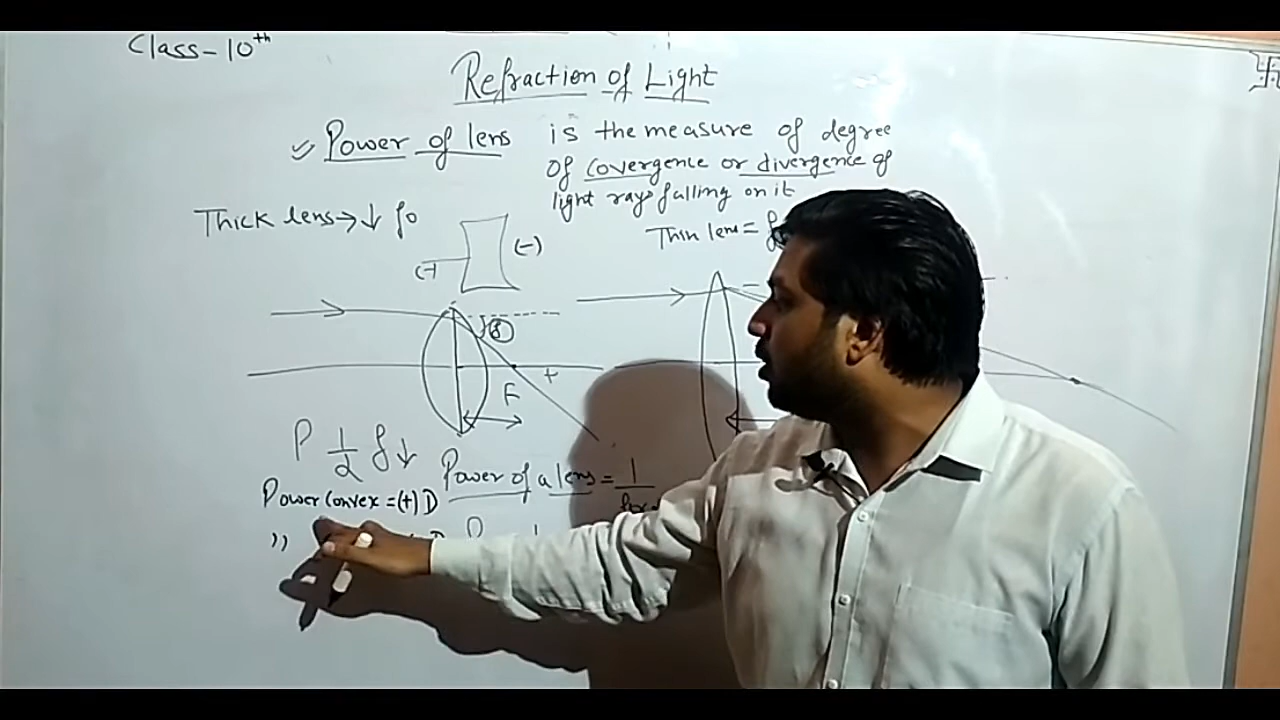 Class-10th
Refraction of Light
Power of lens is the measure of degree
of covergence or divergence of
light rays falling on it
Thick lens → ↓ fo
Thin lens =
(-)
(+
8
+
F
P 1/α f↓
Power of a lens = 1
Power Convex = (+) D
,,